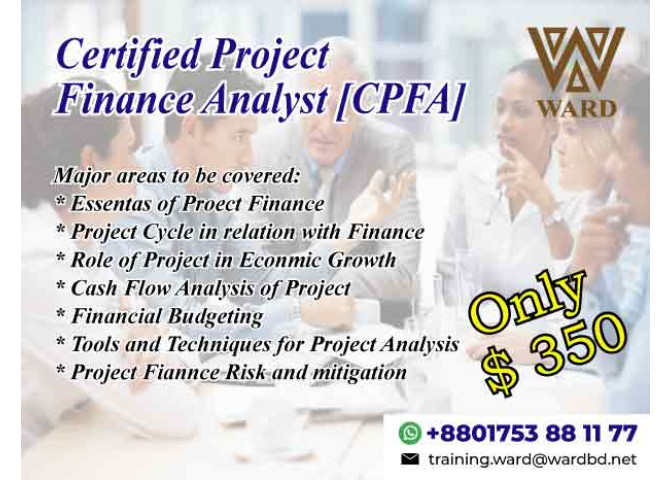 Certified Project
Finance Analyst [CPFA]
WARD
Major areas to be covered:
* Essentas of Proect Finance
* Project Cycle in relation with Finance
* Role of Project in Econmic Growth
* Cash Flow Analysis of Project
* Financial Budgeting
* Tools and Techniques for Project Analysis
* Project Fiannce Risk and mitigation
Only
$ 350
+8801753 88 11 77
training.ward@wardbd.net